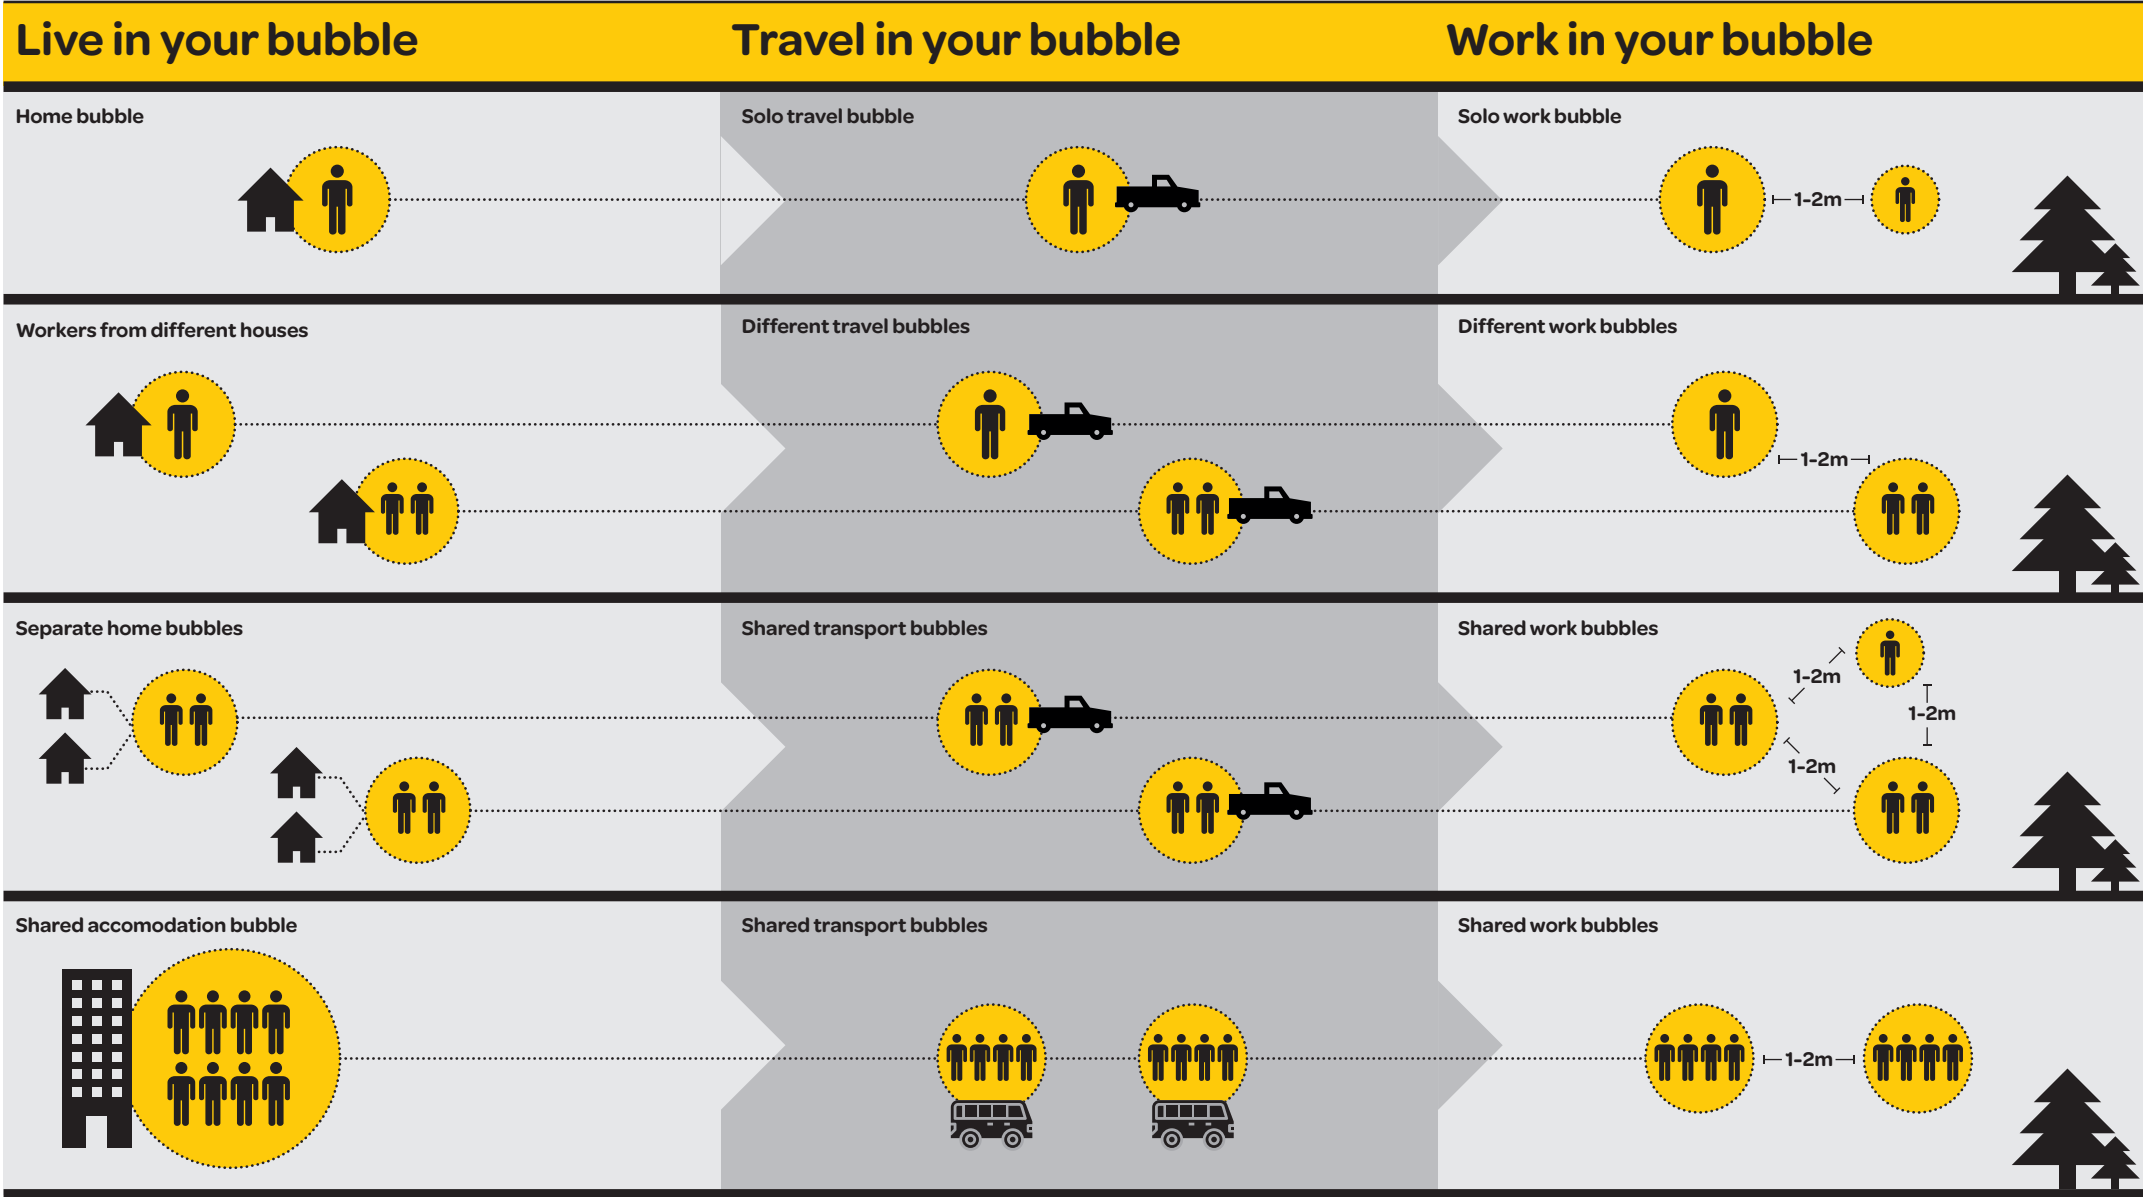 Live in your bubble
Travel in your bubble
Work in your bubble
Home bubble
Solo travel bubble
Solo work bubble
1-2m
Workers from different houses
Different travel bubbles
Different work bubbles
1-2m
Separate home bubbles
Shared transport bubbles
Shared work bubbles
1-2m
1-2m
1-2m
Shared accomodation bubble
Shared transport bubbles
Shared work bubbles
1-2m